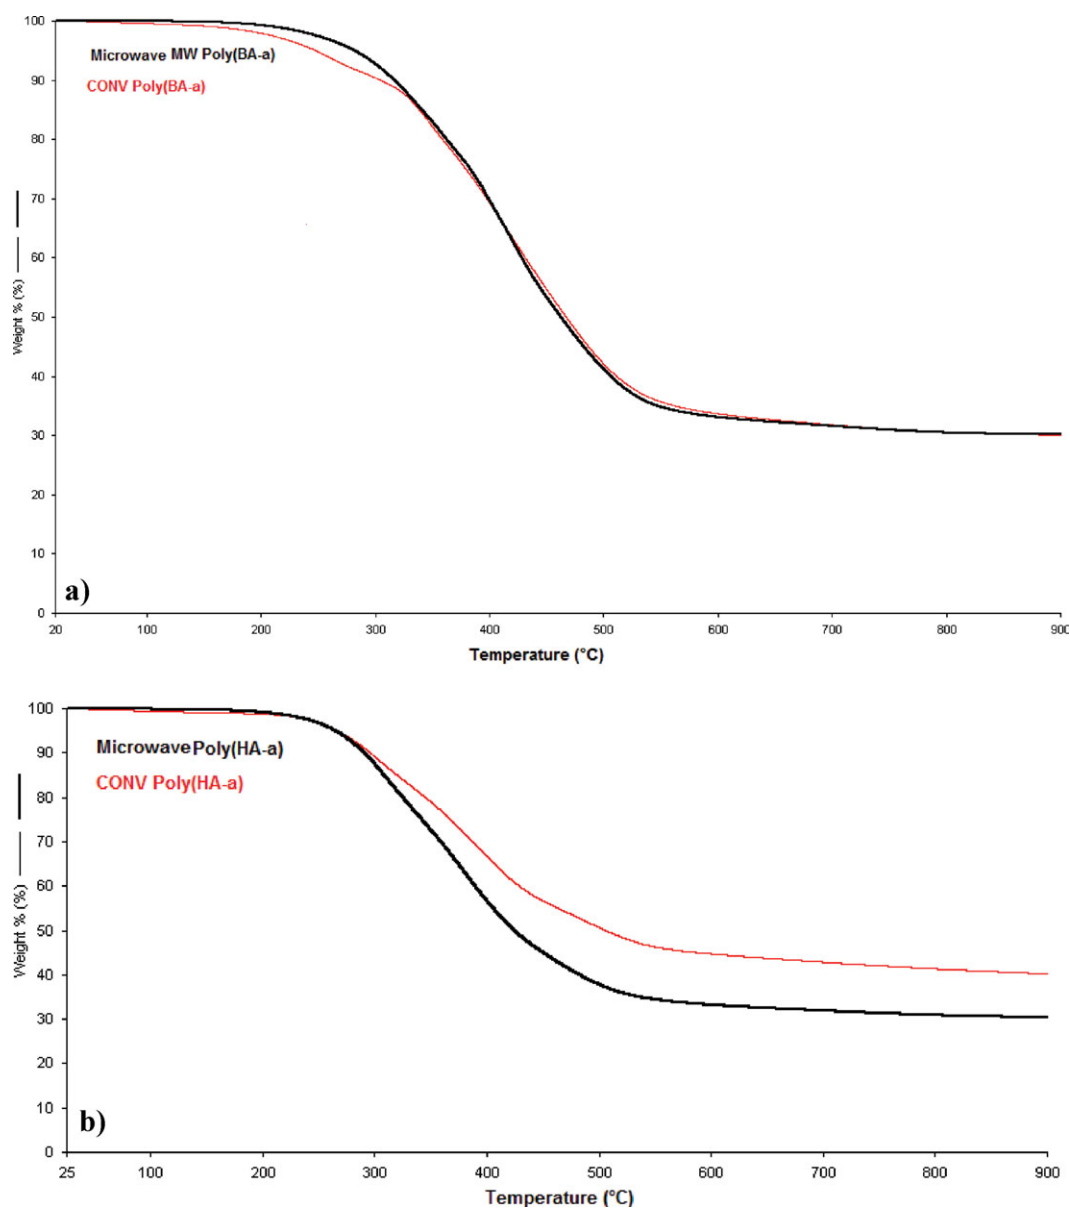 100
Microwave MW Poly(BA-a)
90
CONV Poly(BA-a)
80
70
60
50
40
30
20
10
0
Weight % (%)
a)
20 100 200 300 400 500 600 700 800 900
Temperature (°C)
100
Microwave Poly(HA-a)
90
CONV Poly(HA-a)
80
70
60
50
40
30
20
10
0
Weight % (%)
b)
25 100 200 300 400 500 600 700 800 900
Temperature (°C)